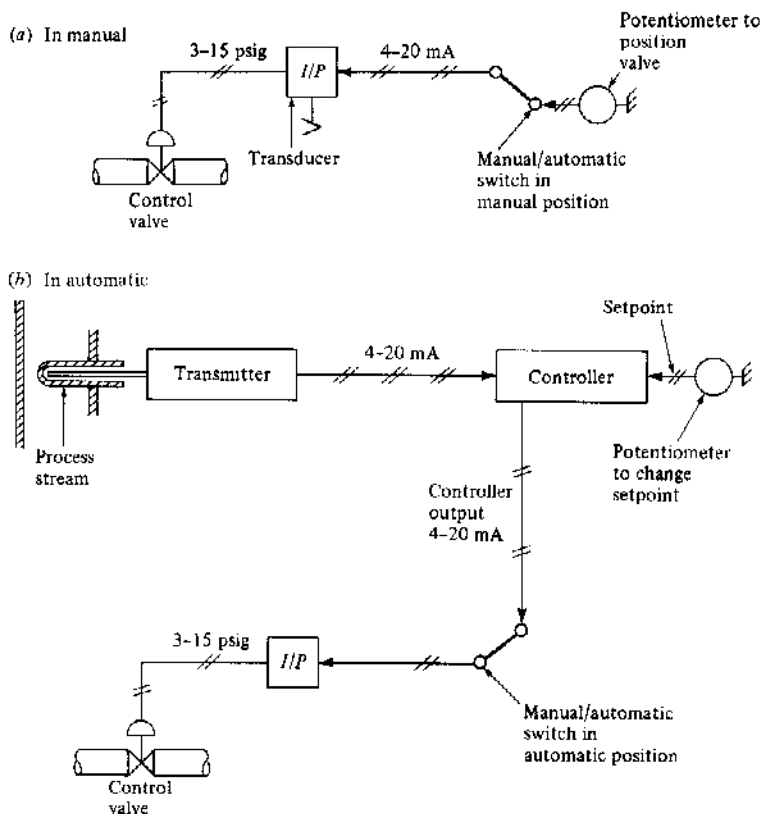 (a) In manual
3–15 psig
I/P
4–20 mA
Potentiometer to
position
valve
Transducer
Manual/automatic
switch in
manual position
Control
valve
(b) In automatic
Setpoint
4–20 mA
Transmitter
Controller
Process
stream
Potentiometer
to change
setpoint
Controller
output
4–20 mA
3–15 psig
I/P
Manual/automatic
switch in
automatic position
Control
valve